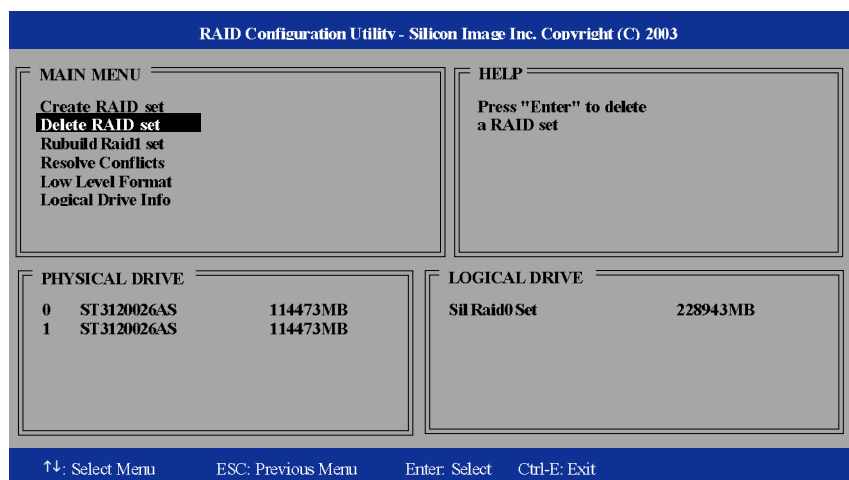 RAID Configuration Utility - Silicon Image Inc. Copyright (C) 2003
MAIN MENU
Create RAID set
Delete RAID set
Rubuild Raid1 set
Resolve Conflicts
Low Level Format
Logical Drive Info
HELP
Press "Enter" to delete
a RAID set
PHYSICAL DRIVE
0 ST3120026AS 114473MB
1 ST3120026AS 114473MB
LOGICAL DRIVE
Sil Raid0 Set 228943MB
↑↓: Select Menu ESC: Previous Menu Enter: Select Ctrl-E: Exit